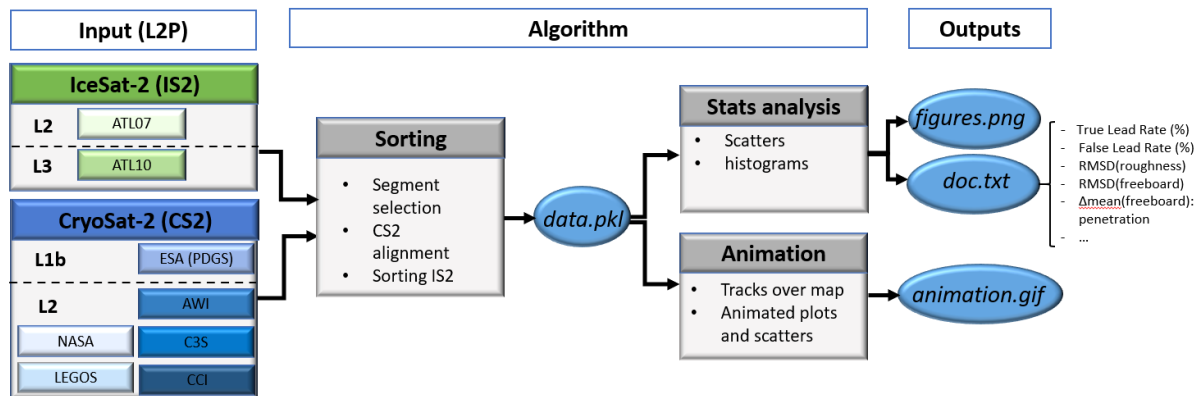 Input (L2P)
Algorithm
Outputs
IceSat-2 (IS2)
L2
ATL07
L3
ATL10
CryoSat-2 (CS2)
L1b
ESA (PDGS)
L2
AWI
NASA
C3S
LEGOS
CCI
Sorting
• Segment
selection
• CS2
alignment
• Sorting IS2
data.pkl
Stats analysis
• Scatters
• histograms
Animation
• Tracks over map
• Animated plots
and scatters
figures.png
doc.txt
animation.gif
- True Lead Rate (%)
- False Lead Rate (%)
- RMSD(roughness)
- RMSD(freeboard)
- Δmean(freeboard):
penetration
- ...